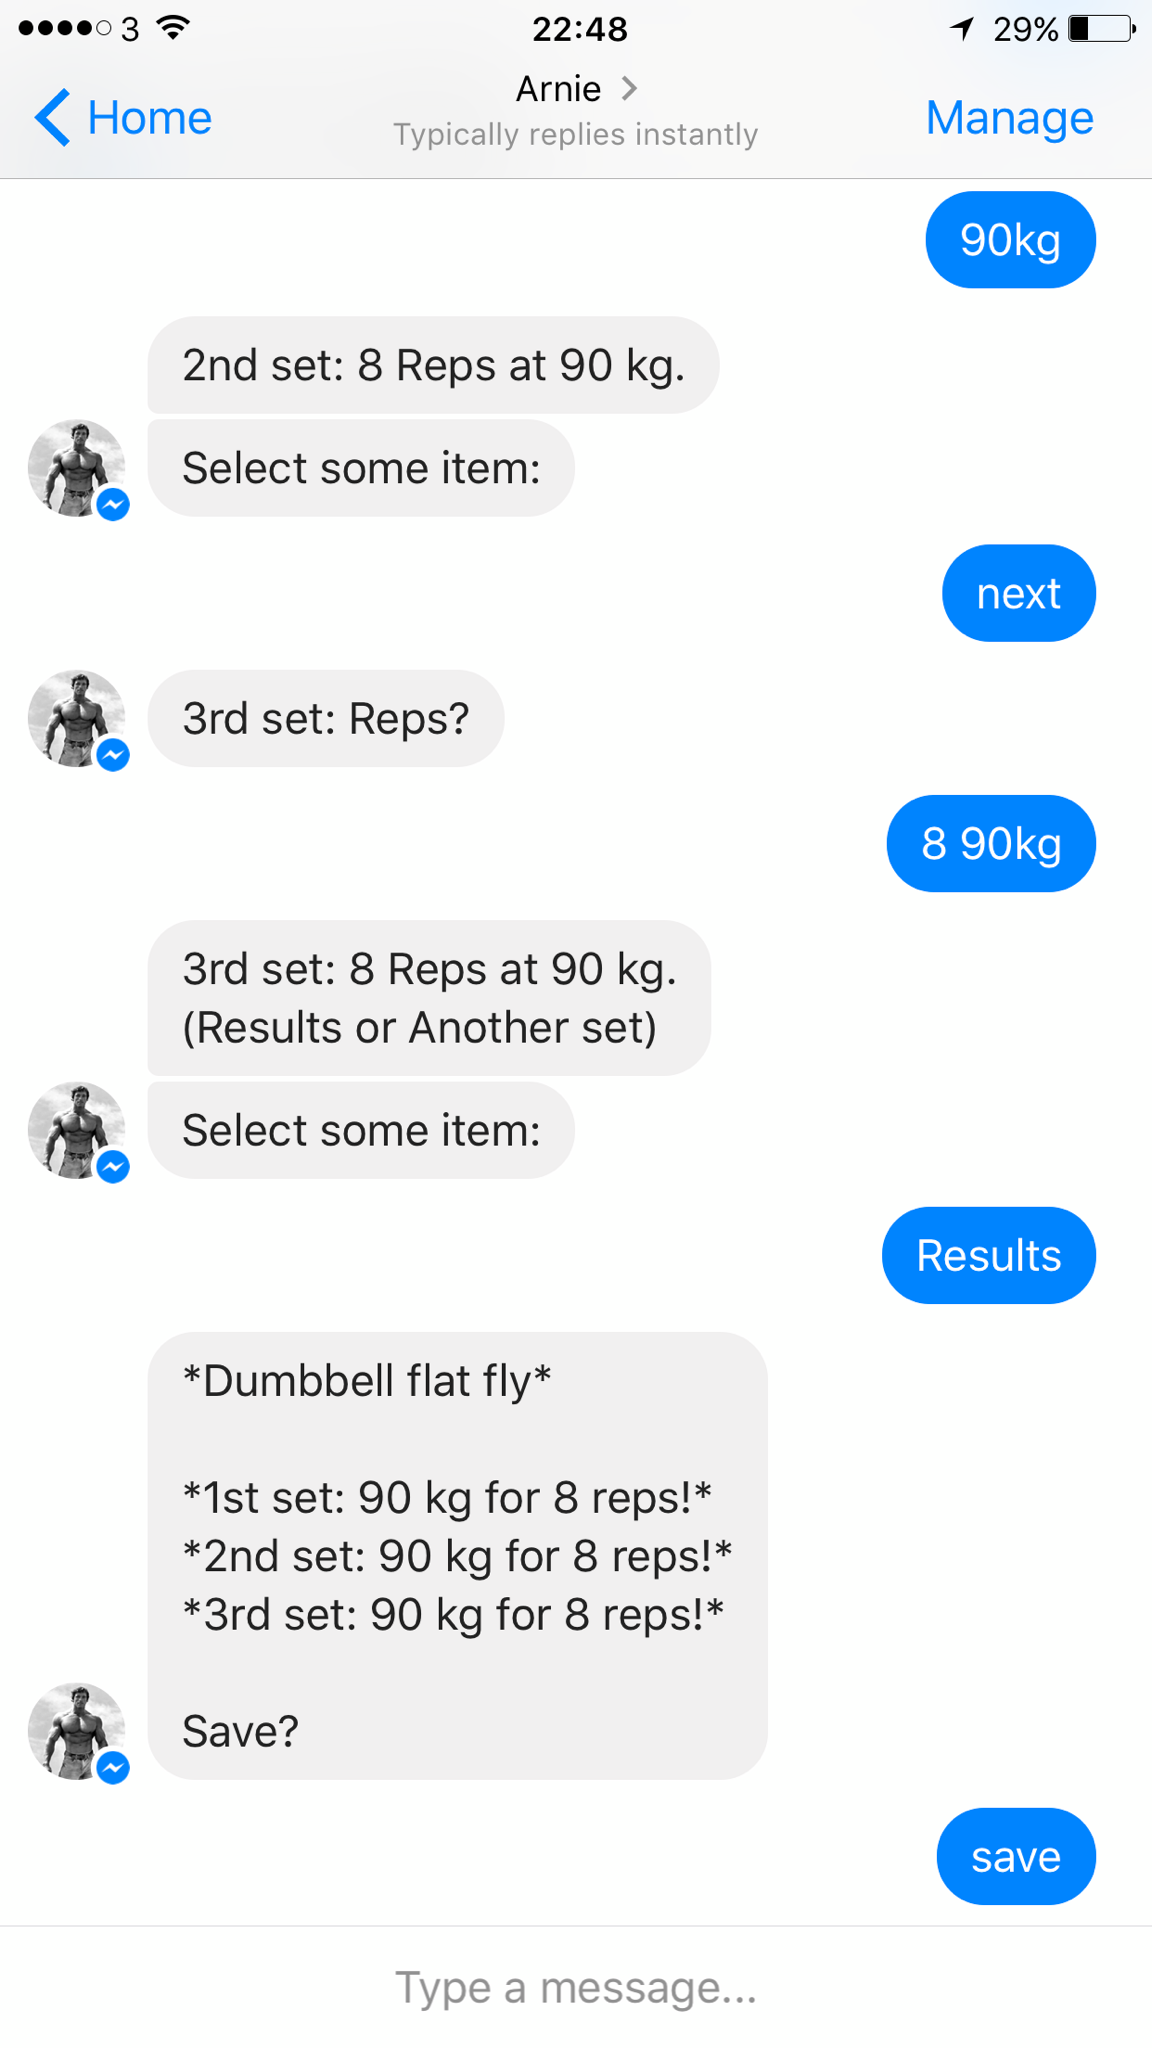 3
22:48
29%
Home
Arnie
Typically replies instantly
Manage
90kg
2nd set: 8 Reps at 90 kg.
Select some item:
next
3rd set: Reps?
8 90kg
3rd set: 8 Reps at 90 kg.
(Results or Another set)
Select some item:
Results
*Dumbbell flat fly*
*1st set: 90 kg for 8 reps!*
*2nd set: 90 kg for 8 reps!*
*3rd set: 90 kg for 8 reps!*
Save?
save
Type a message...